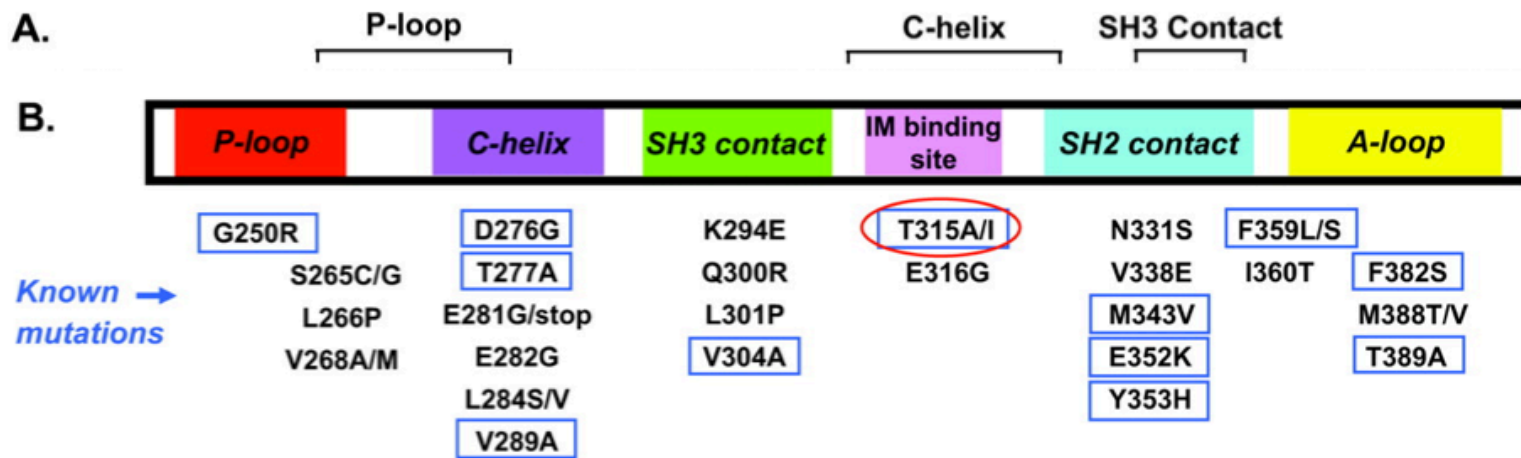 A.
P-loop C-helix SH3 Contact
B.
P-loop C-helix SH3 contact IM binding site SH2 contact A-loop
G250R D276G K294E T315A/I N331S F359L/S
Known mutations
S265C/G T277A Q300R E316G V338E I360T F382S
L266P E281G/stop L301P M343V M388T/V
V268A/M E282G V304A E352K T389A
L284S/V Y353H
V289A